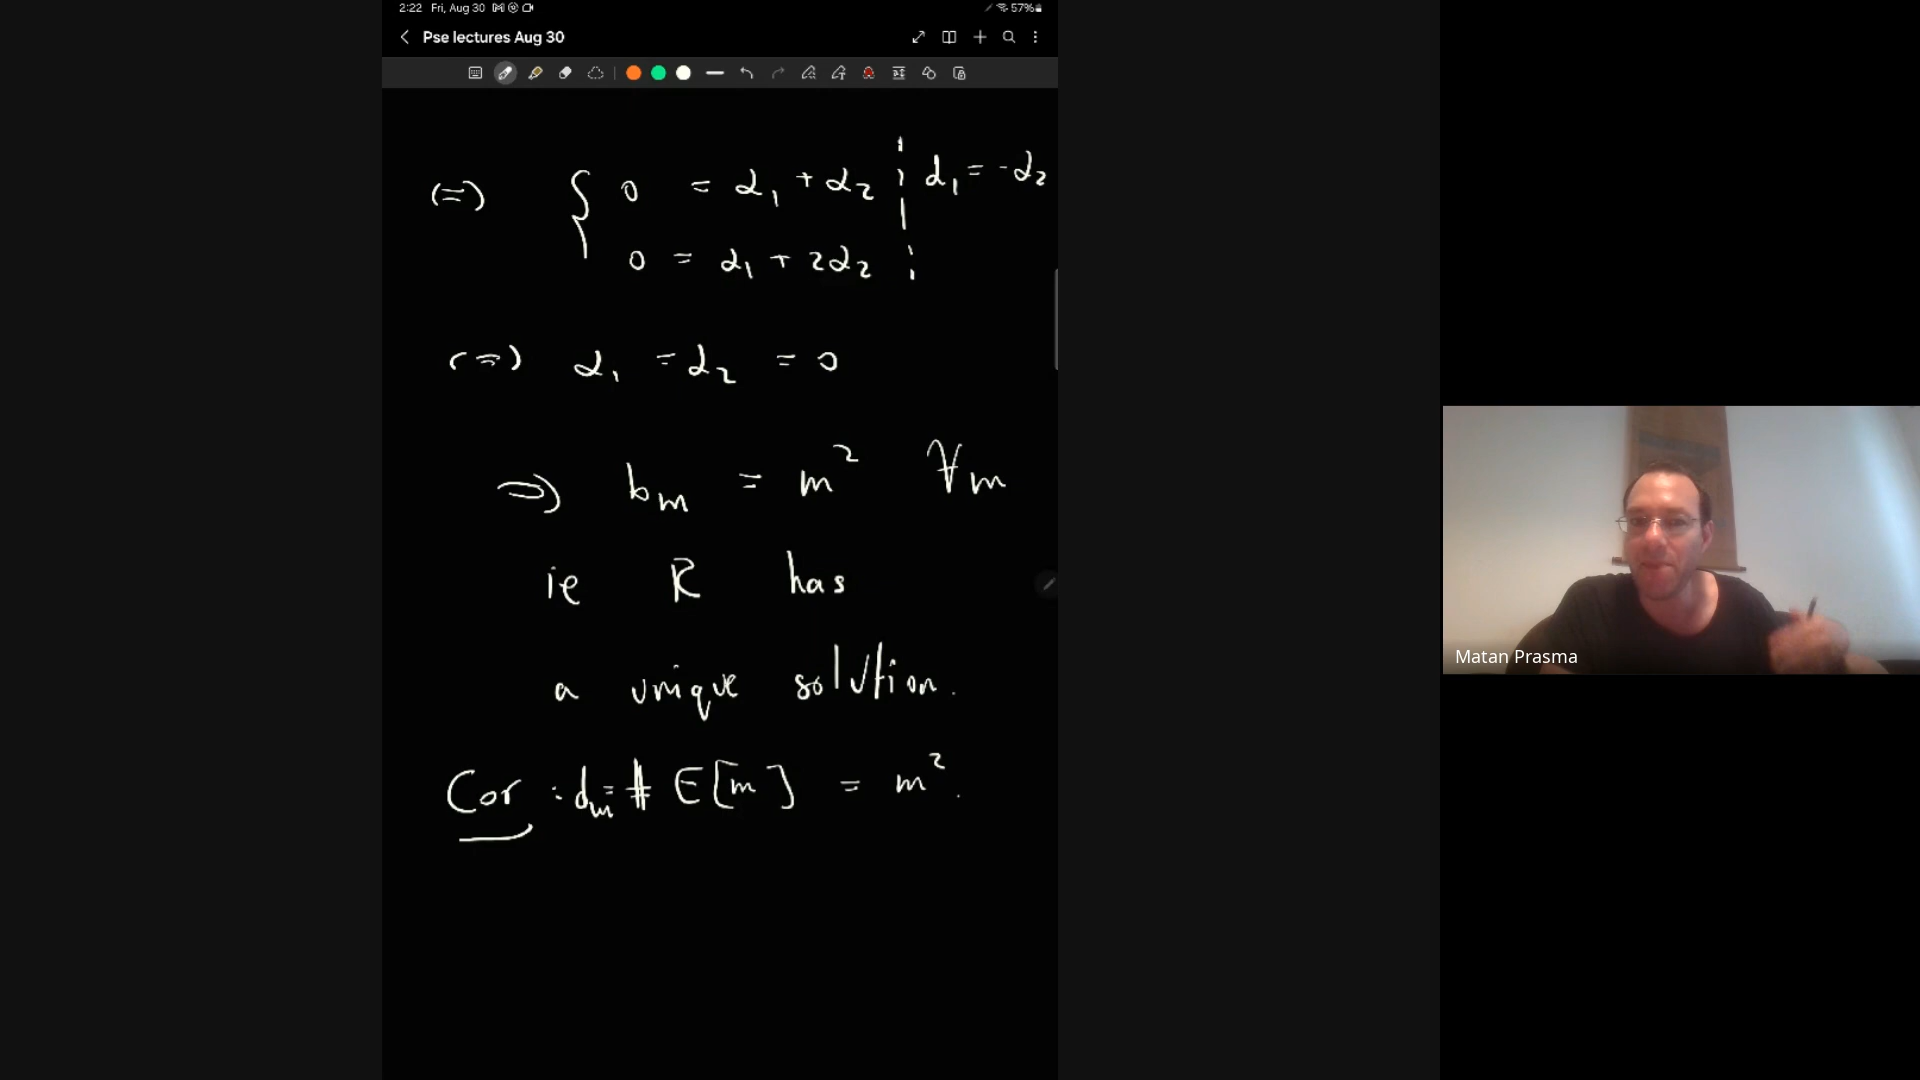 2:22 Fri, Aug 30
57%
Pse lectures Aug 30
(=) { 0 = α₁ + α₂ | α₁ = -α₂
0 = α₁ + 2α₂
(=) α₁ = α₂ = 0
=> bₘ = m² ∀m
ie R has
a unique solution.
Cor : dₘ = # E[m] = m².
Matan Prasma